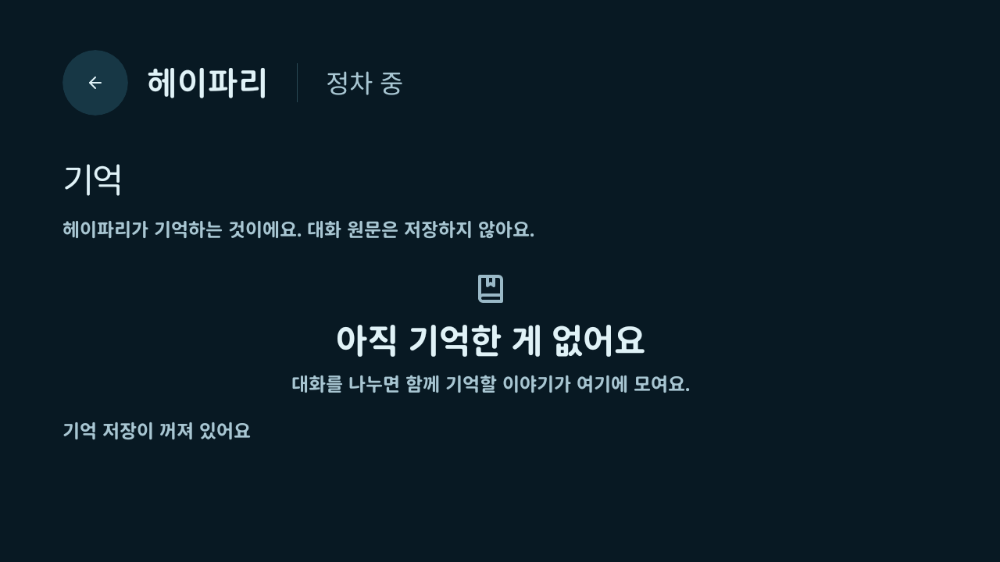 헤이파리
정차 중
기억
헤이파리가 기억하는 것이에요. 대화 원문은 저장하지 않아요.
아직 기억한 게 없어요
대화를 나누면 함께 기억할 이야기가 여기에 모여요.
기억 저장이 꺼져 있어요